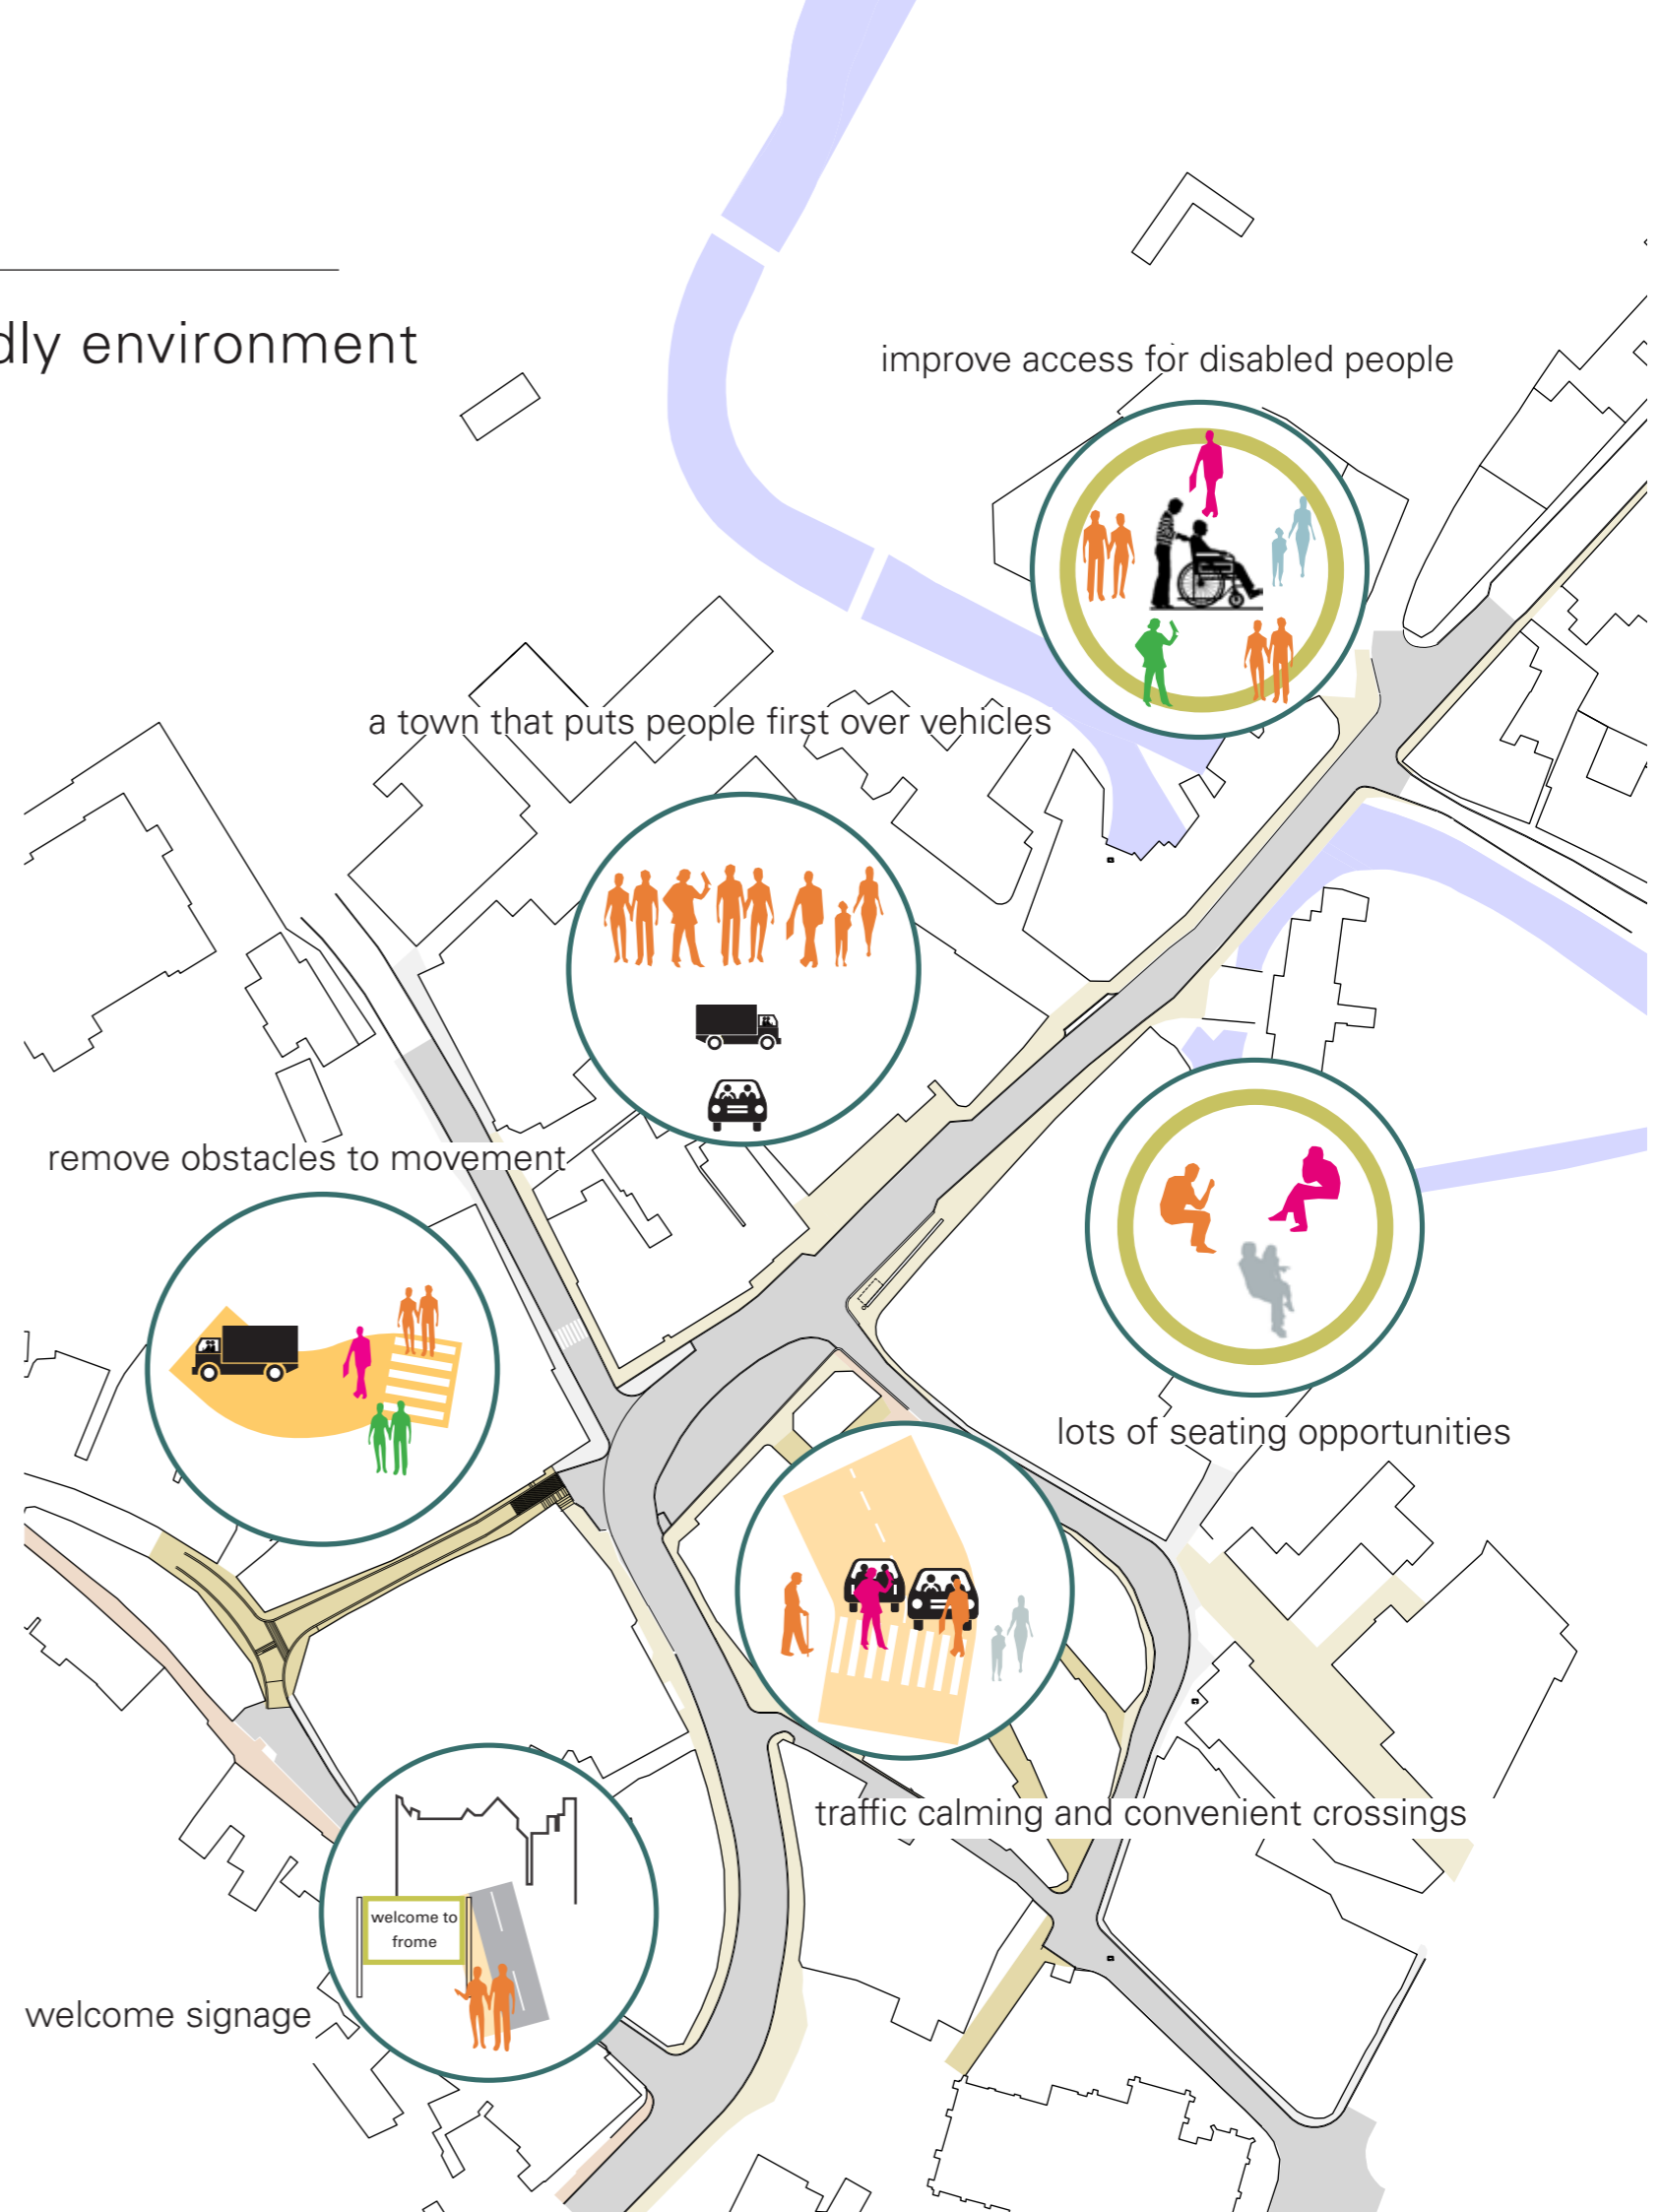 dly environment
improve access for disabled people
a town that puts people first over vehicles
remove obstacles to movement
lots of seating opportunities
traffic calming and convenient crossings
welcome to
frome
welcome signage